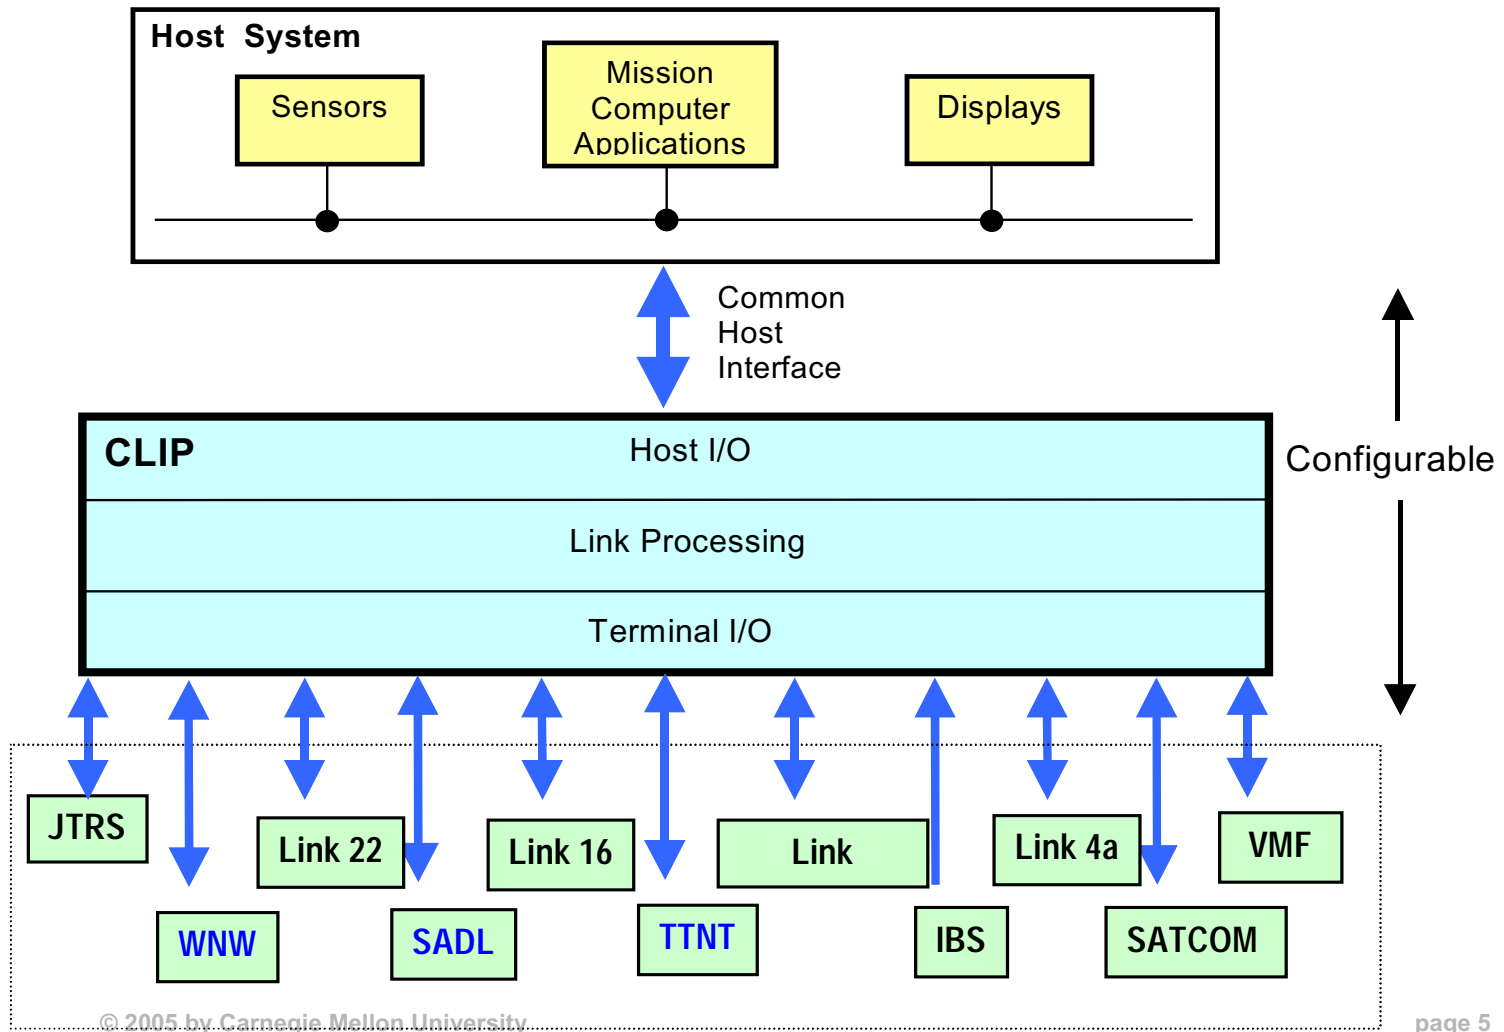 Host System
Sensors
Mission
Computer
Applications
Displays
Common
Host
Interface
CLIP
Host I/O
Configurable
Link Processing
Terminal I/O
JTRS
Link 22
Link 16
Link
Link 4a
VMF
WNW
SADL
TTNT
IBS
SATCOM
© 2005 by Carnegie Mellon University
page 5